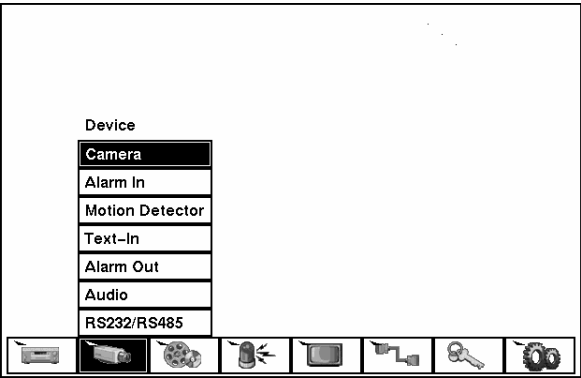 Device
Camera
Alarm In
Motion Detector
Text-In
Alarm Out
Audio
RS232/RS485